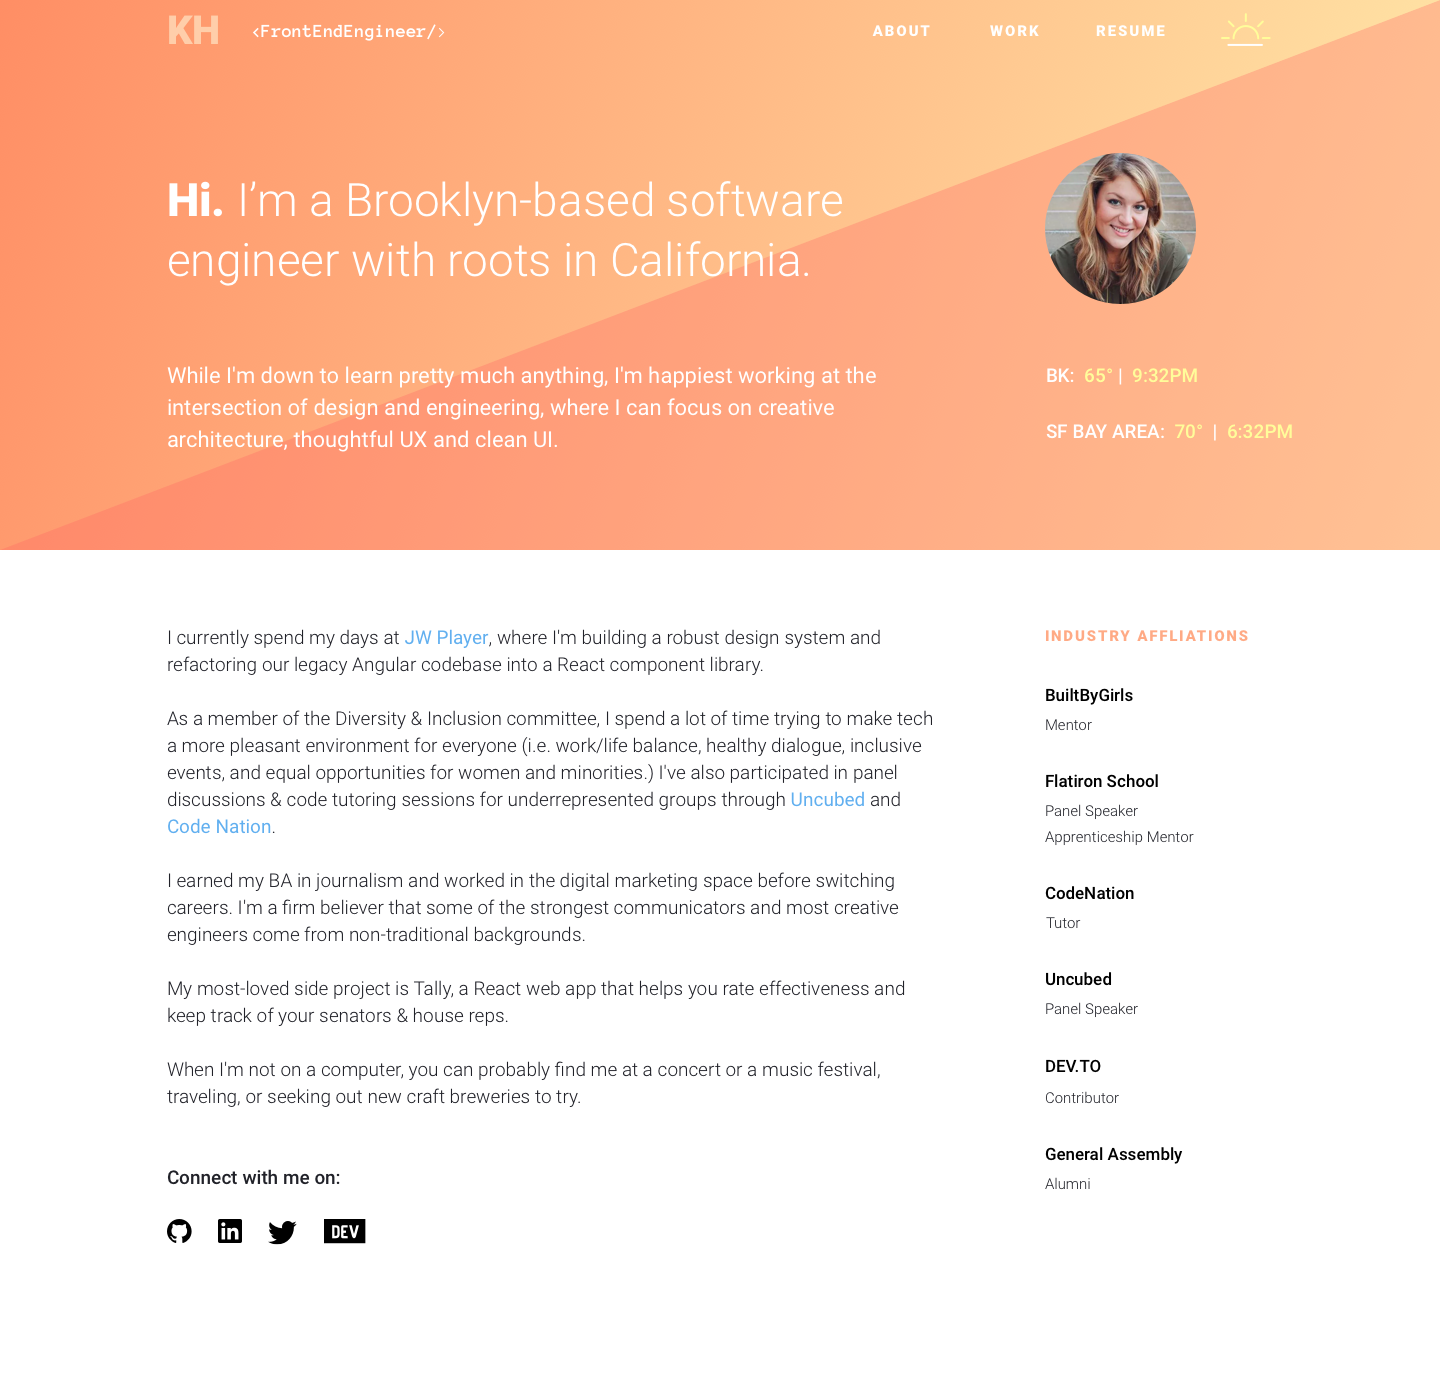 KH <FrontEndEngineer/> ABOUT WORK RESUME
Hi. I’m a Brooklyn-based software
engineer with roots in California.
While I'm down to learn pretty much anything, I'm happiest working at the
intersection of design and engineering, where I can focus on creative
architecture, thoughtful UX and clean UI.
BK: 65° | 9:32PM
SF BAY AREA: 70° | 6:32PM
I currently spend my days at JW Player, where I'm building a robust design system and
refactoring our legacy Angular codebase into a React component library.
As a member of the Diversity & Inclusion committee, I spend a lot of time trying to make tech
a more pleasant environment for everyone (i.e. work/life balance, healthy dialogue, inclusive
events, and equal opportunities for women and minorities.) I've also participated in panel
discussions & code tutoring sessions for underrepresented groups through Uncubed and
Code Nation.
I earned my BA in journalism and worked in the digital marketing space before switching
careers. I'm a firm believer that some of the strongest communicators and most creative
engineers come from non-traditional backgrounds.
My most-loved side project is Tally, a React web app that helps you rate effectiveness and
keep track of your senators & house reps.
When I'm not on a computer, you can probably find me at a concert or a music festival,
traveling, or seeking out new craft breweries to try.
Connect with me on:
in DEV
INDUSTRY AFFLIATIONS
BuiltByGirls
Mentor
Flatiron School
Panel Speaker
Apprenticeship Mentor
CodeNation
Tutor
Uncubed
Panel Speaker
DEV.TO
Contributor
General Assembly
Alumni